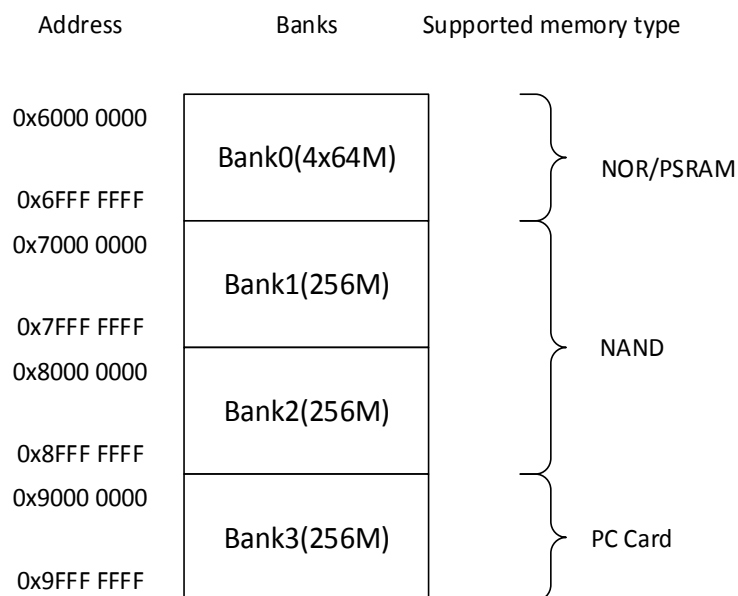 Address Banks Supported memory type
0x6000 0000
Bank0(4x64M)
NOR/PSRAM
0x6FFF FFFF
0x7000 0000
Bank1(256M)
0x7FFF FFFF
NAND
0x8000 0000
Bank2(256M)
0x8FFF FFFF
0x9000 0000
Bank3(256M)
PC Card
0x9FFF FFFF